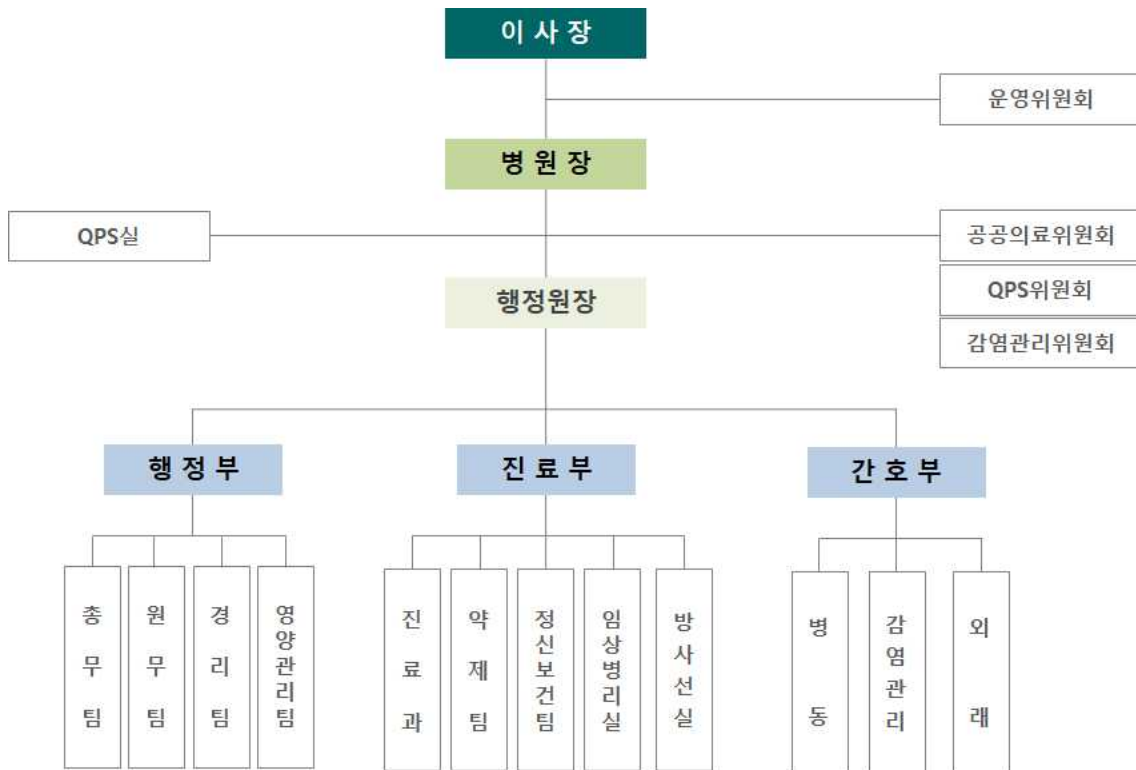 이 사 장
운영위원회
병 원 장
QPS실
공공의료위원회
QPS위원회
행정원장
감염관리위원회
행 정 부
진 료 부
간 호 부
총무팀
원무팀
경리팀
영양관리팀
진료과
약제팀
정신보건팀
임상병리실
방사선실
병동
감염관리
외래